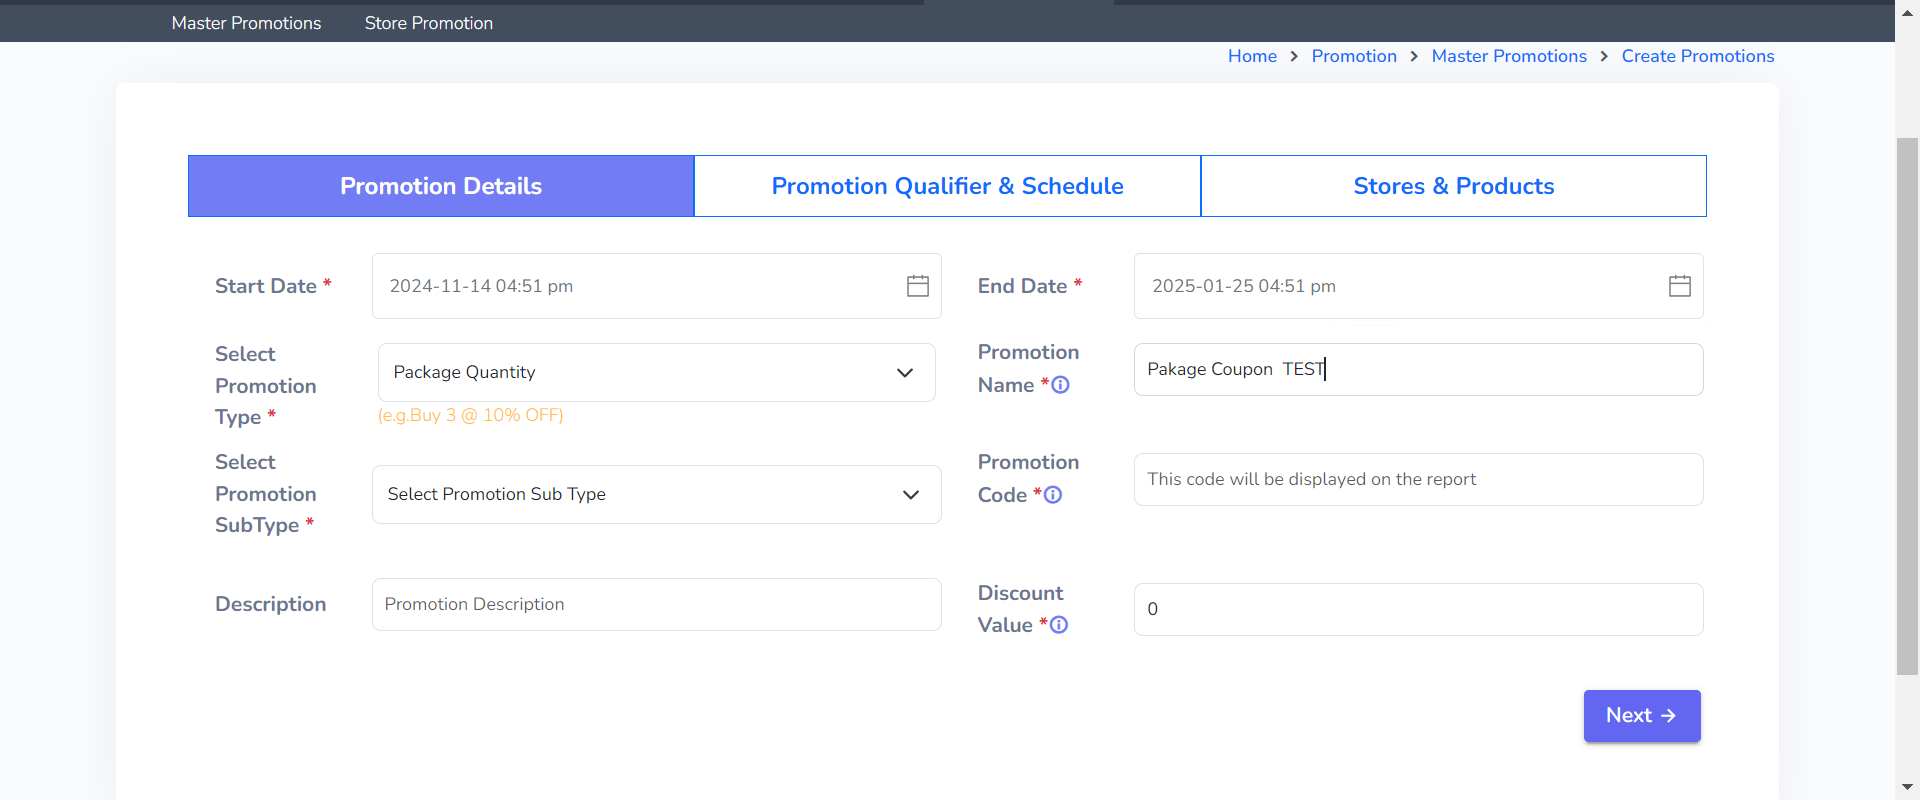 Master Promotions Store Promotion
Home > Promotion > Master Promotions > Create Promotions
Promotion Details Promotion Qualifier & Schedule Stores & Products
Start Date * 2024-11-14 04:51 pm End Date * 2025-01-25 04:51 pm
Select Promotion Type * Package Quantity
(e.g.Buy 3 @ 10% OFF)
Promotion Name * Pakage Coupon  TEST
Select Promotion SubType * Select Promotion Sub Type
Promotion Code * This code will be displayed on the report
Description Promotion Description
Discount Value * 0
Next →